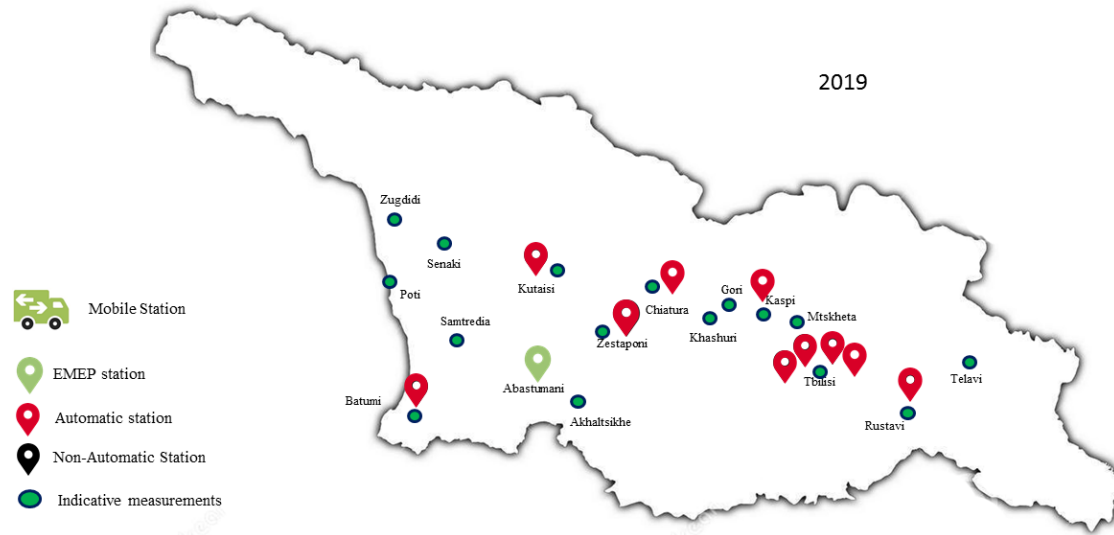 2019
Zugdidi
Senaki
Kutaisi
Poti
Chiatura
Gori
Kaspi
Mtskheta
Mobile Station
Samtredia
Zestaponi
Khashuri
EMEP station
Abastumani
Tbilisi
Telavi
Batumi
Automatic station
Akhaltsikhe
Rustavi
Non-Automatic Station
Indicative measurements